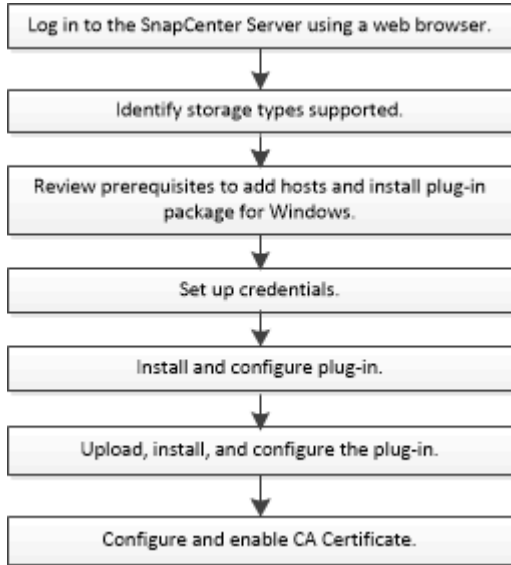 Log in to the SnapCenter Server using a web browser.
Identify storage types supported.
Review prerequisites to add hosts and install plug-in
package for Windows.
Set up credentials.
Install and configure plug-in.
Upload, install, and configure the plug-in.
Configure and enable CA Certificate.